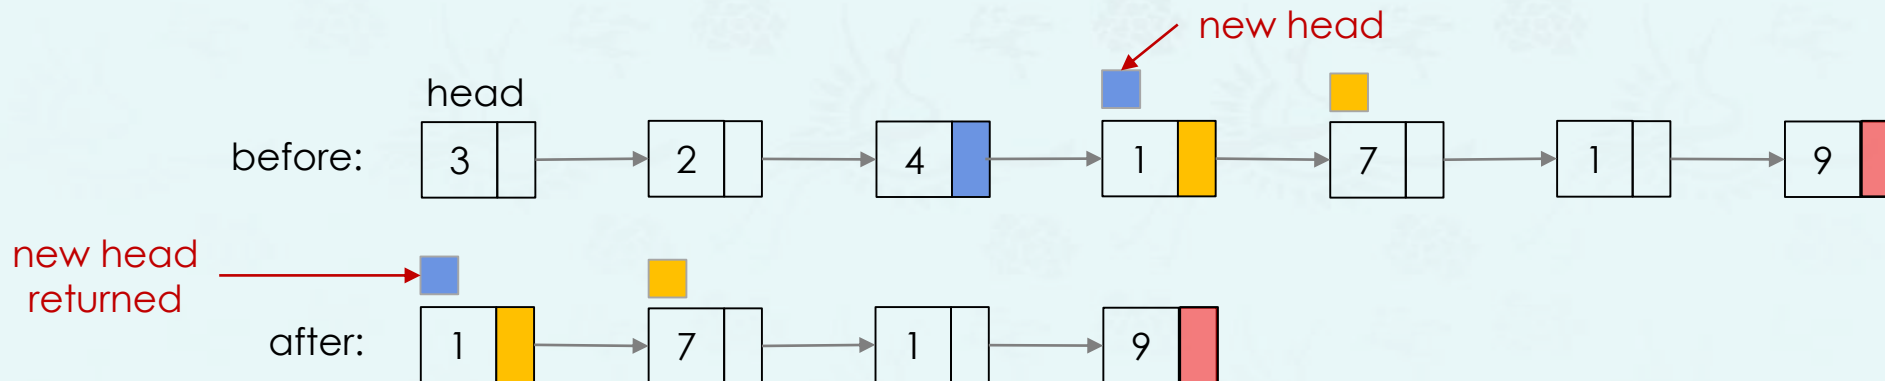 new head
head
before: 3 2 4 1 7 1 9
new head
returned
after: 1 7 1 9